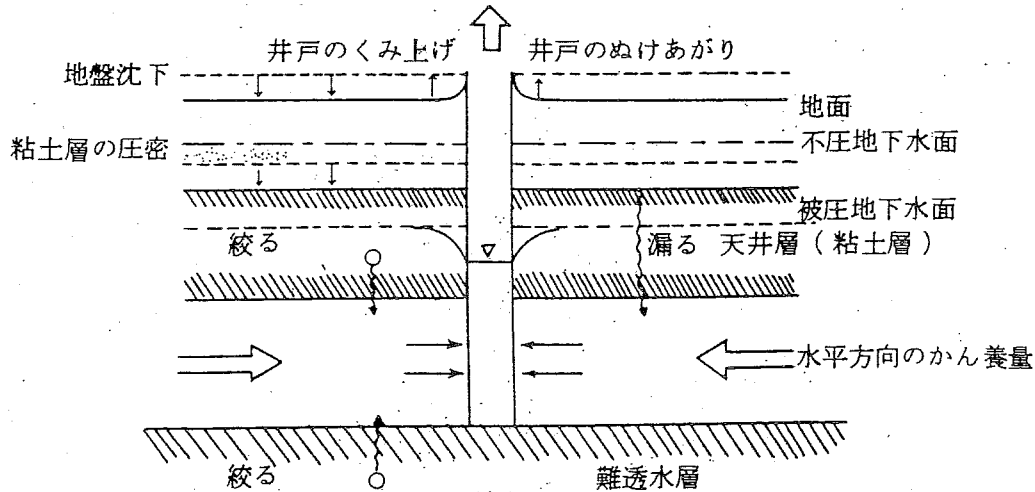 井戸のくみ上げ
井戸のぬけあがり
地盤沈下
地面
粘土層の圧密
不圧地下水面
被圧地下水面
絞る
漏る 天井層(粘土層)
水平方向のかん養量
絞る
難透水層